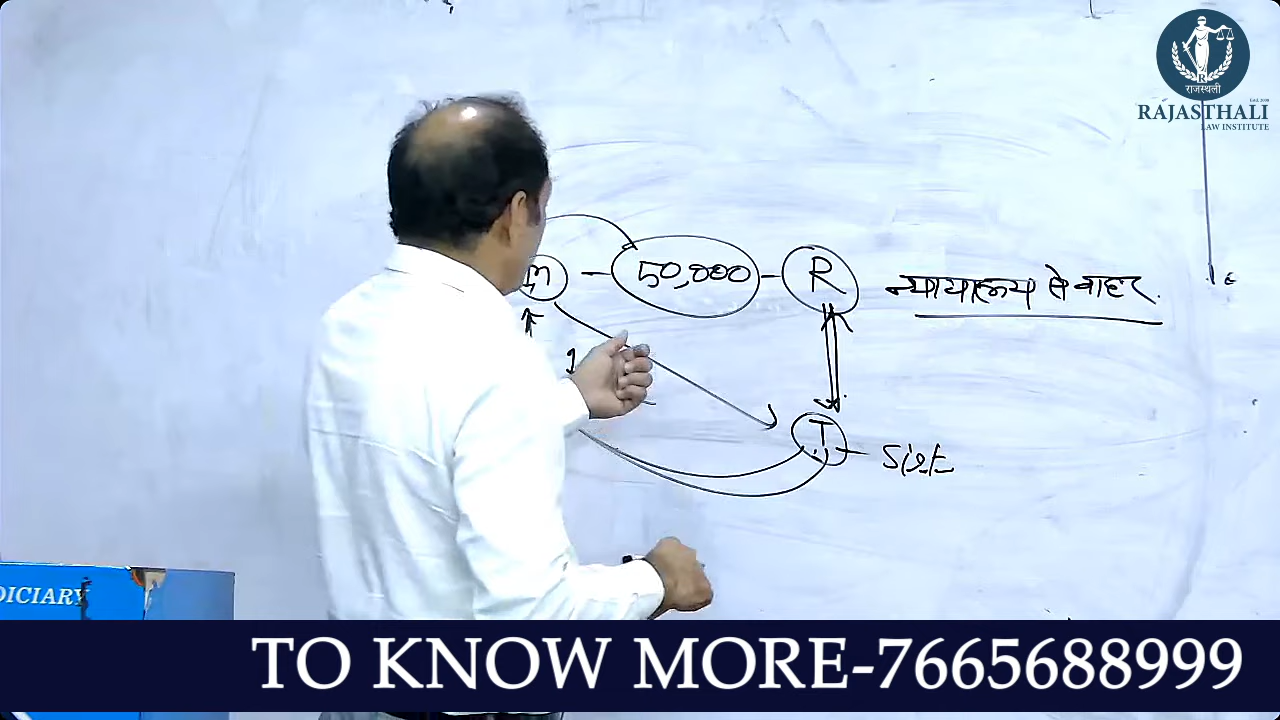 राजस्थली
RAJASTHALI
LAW INSTITUTE
m - 50,000 - R
न्यायालय से बाहर.
T
DICIARY
TO KNOW MORE-7665688999